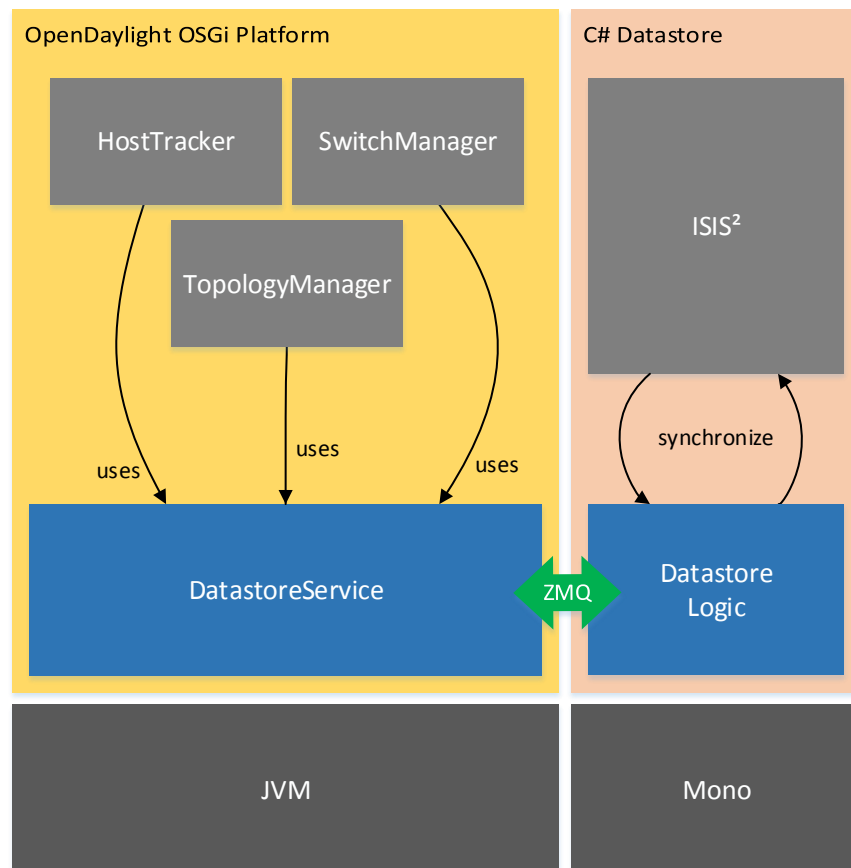 OpenDaylight OSGi Platform
C# Datastore
HostTracker
SwitchManager
TopologyManager
ISIS²
uses
uses
uses
synchronize
DatastoreService
ZMQ
Datastore
Logic
JVM
Mono